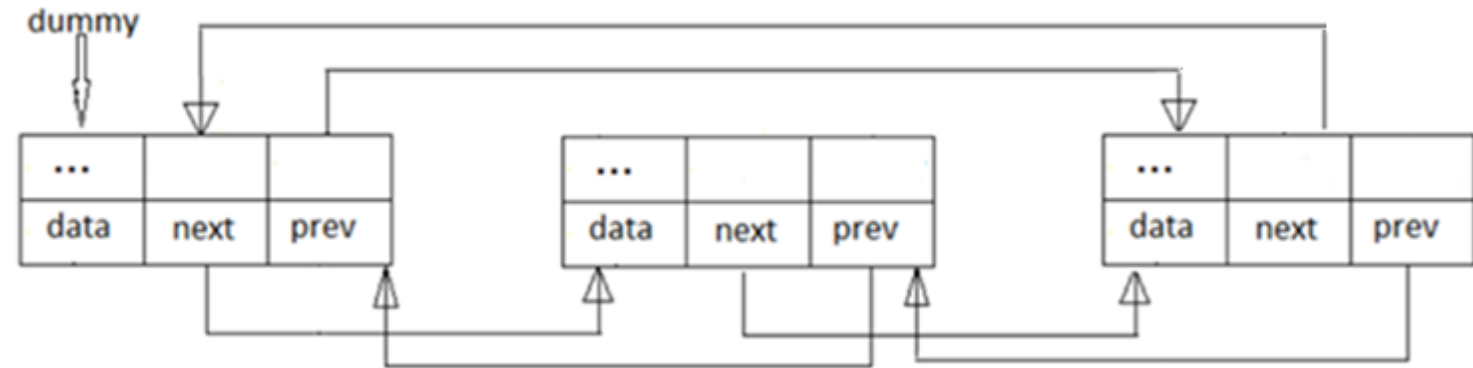 dummy
... ... ...
data next prev data next prev data next prev